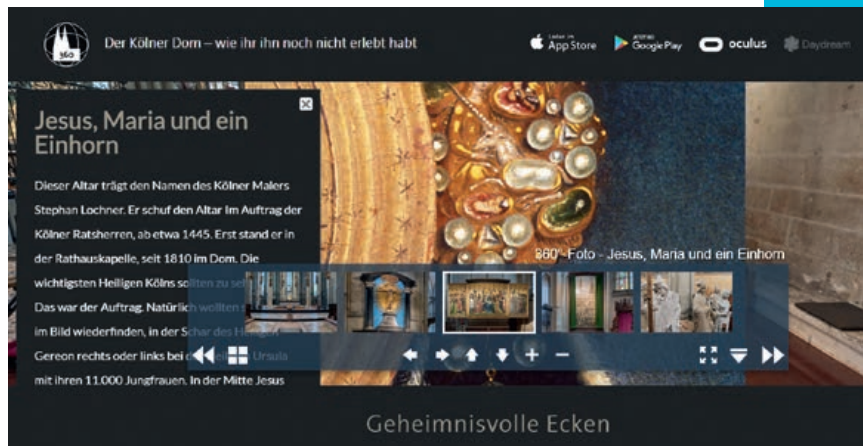 360
Der Kölner Dom – wie ihr ihn noch nicht erlebt habt
App Store
Google Play
oculus
Daydream
Jesus, Maria und ein
Einhorn
Dieser Altar trägt den Namen des Kölner Malers
Stephan Lochner. Er schuf den Altar im Auftrag der
Kölner Ratsherren, ab etwa 1445. Erst stand er in
der Rathauskapelle, seit 1810 im Dom. Die
wichtigsten Heiligen Kölns sollten zu
Das war der Auftrag. Natürlich wollten
im Bild wiederfinden, in der Schar des
Gereon rechts oder links bei Ursula
mit ihren 11.000 Jungfrauen. In der Mitte Jesus
360°-Foto - Jesus, Maria und ein Einhorn
Geheimnisvolle Ecken